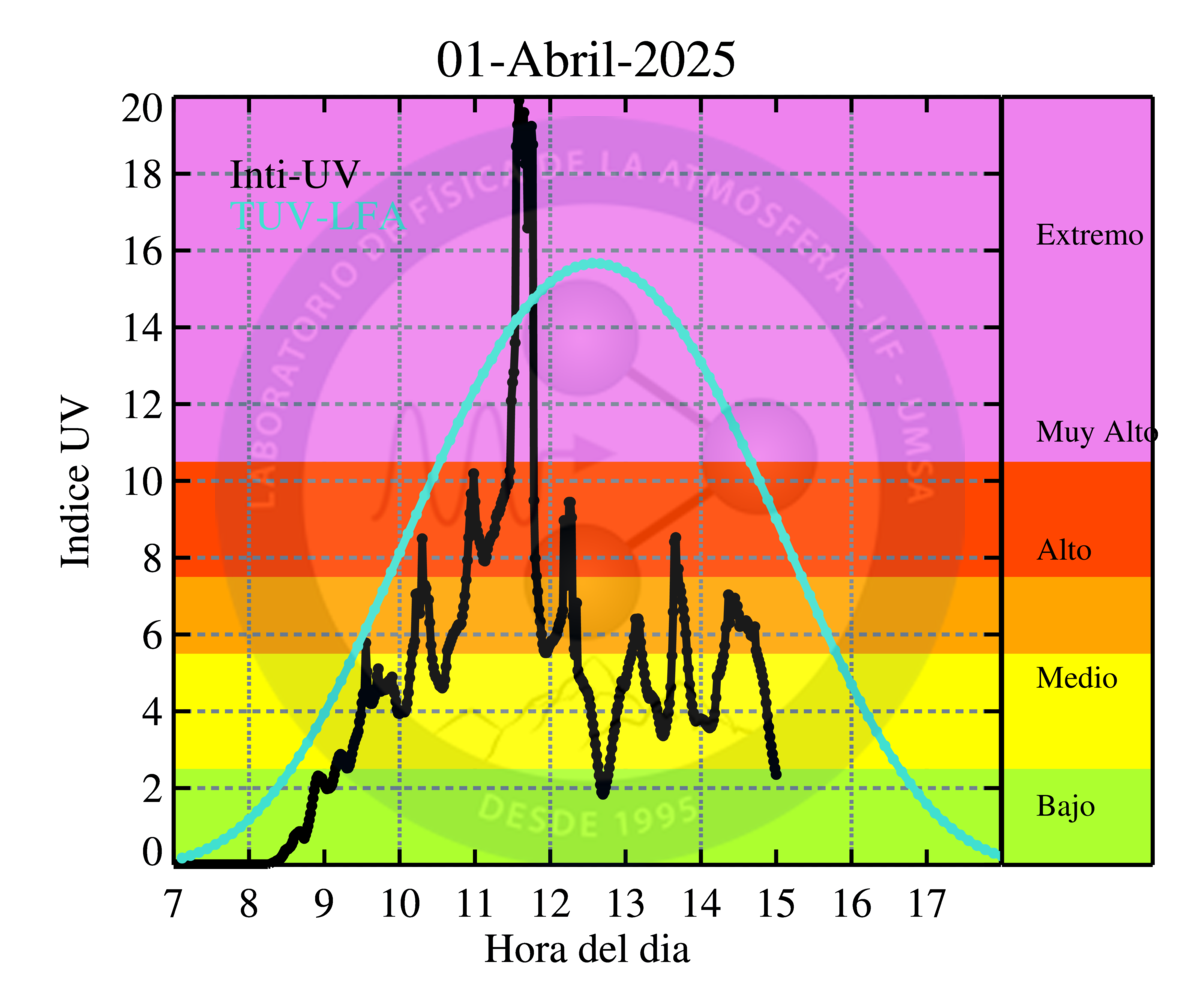 01-Abril-2025
Indice UV
20
18
16
14
12
10
8
6
4
2
0
Inti-UV
TUV-LFA
LABORATORIO DE FÍSICA DE LA ATMÓSFERA - IIF - UMSA
DESDE 1995
Extremo
Muy Alto
Alto
Medio
Bajo
7 8 9 10 11 12 13 14 15 16 17
Hora del dia